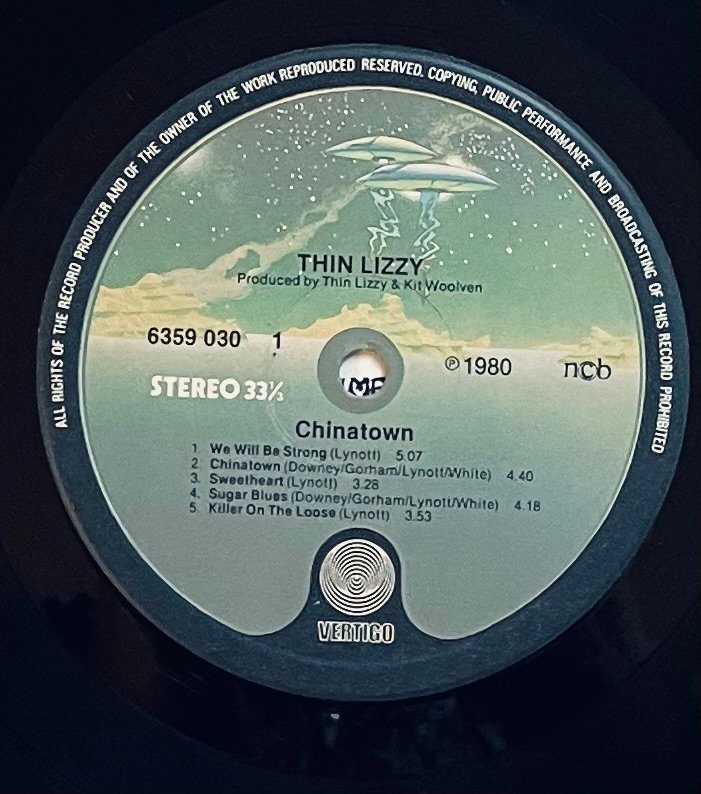 ALL RIGHTS OF THE RECORD PRODUCER AND OF THE OWNER OF THE WORK REPRODUCED RESERVED. COPYING, PUBLIC PERFORMANCE AND BROADCASTING OF THIS RECORD PROHIBITED
THIN LIZZY
Produced by Thin Lizzy & Kit Woolven
6359 030 1
℗ 1980 ncb
STEREO 33⅓
Chinatown
1 We Will Be Strong (Lynott) 5.07
2. Chinatown (Downey/Gorham/Lynott/White) 4.40
3. Sweetheart (Lynott) 3.28
4. Sugar Blues (Downey/Gorham/Lynott/White) 4.18
5. Killer On The Loose (Lynott) 3.53
VERTIGO